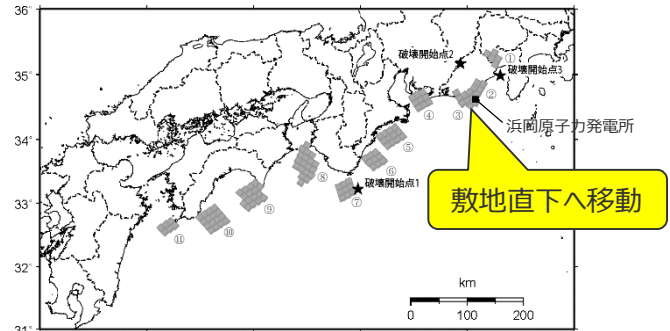 36°
35°
34°
33°
32°
31°
破壊開始点2
①
破壊開始点3
②
③
④
浜岡原子力発電所
⑤
⑥
⑧
破壊開始点1
⑦
⑨
⑩
⑪
敷地直下へ移動
km
0 100 200